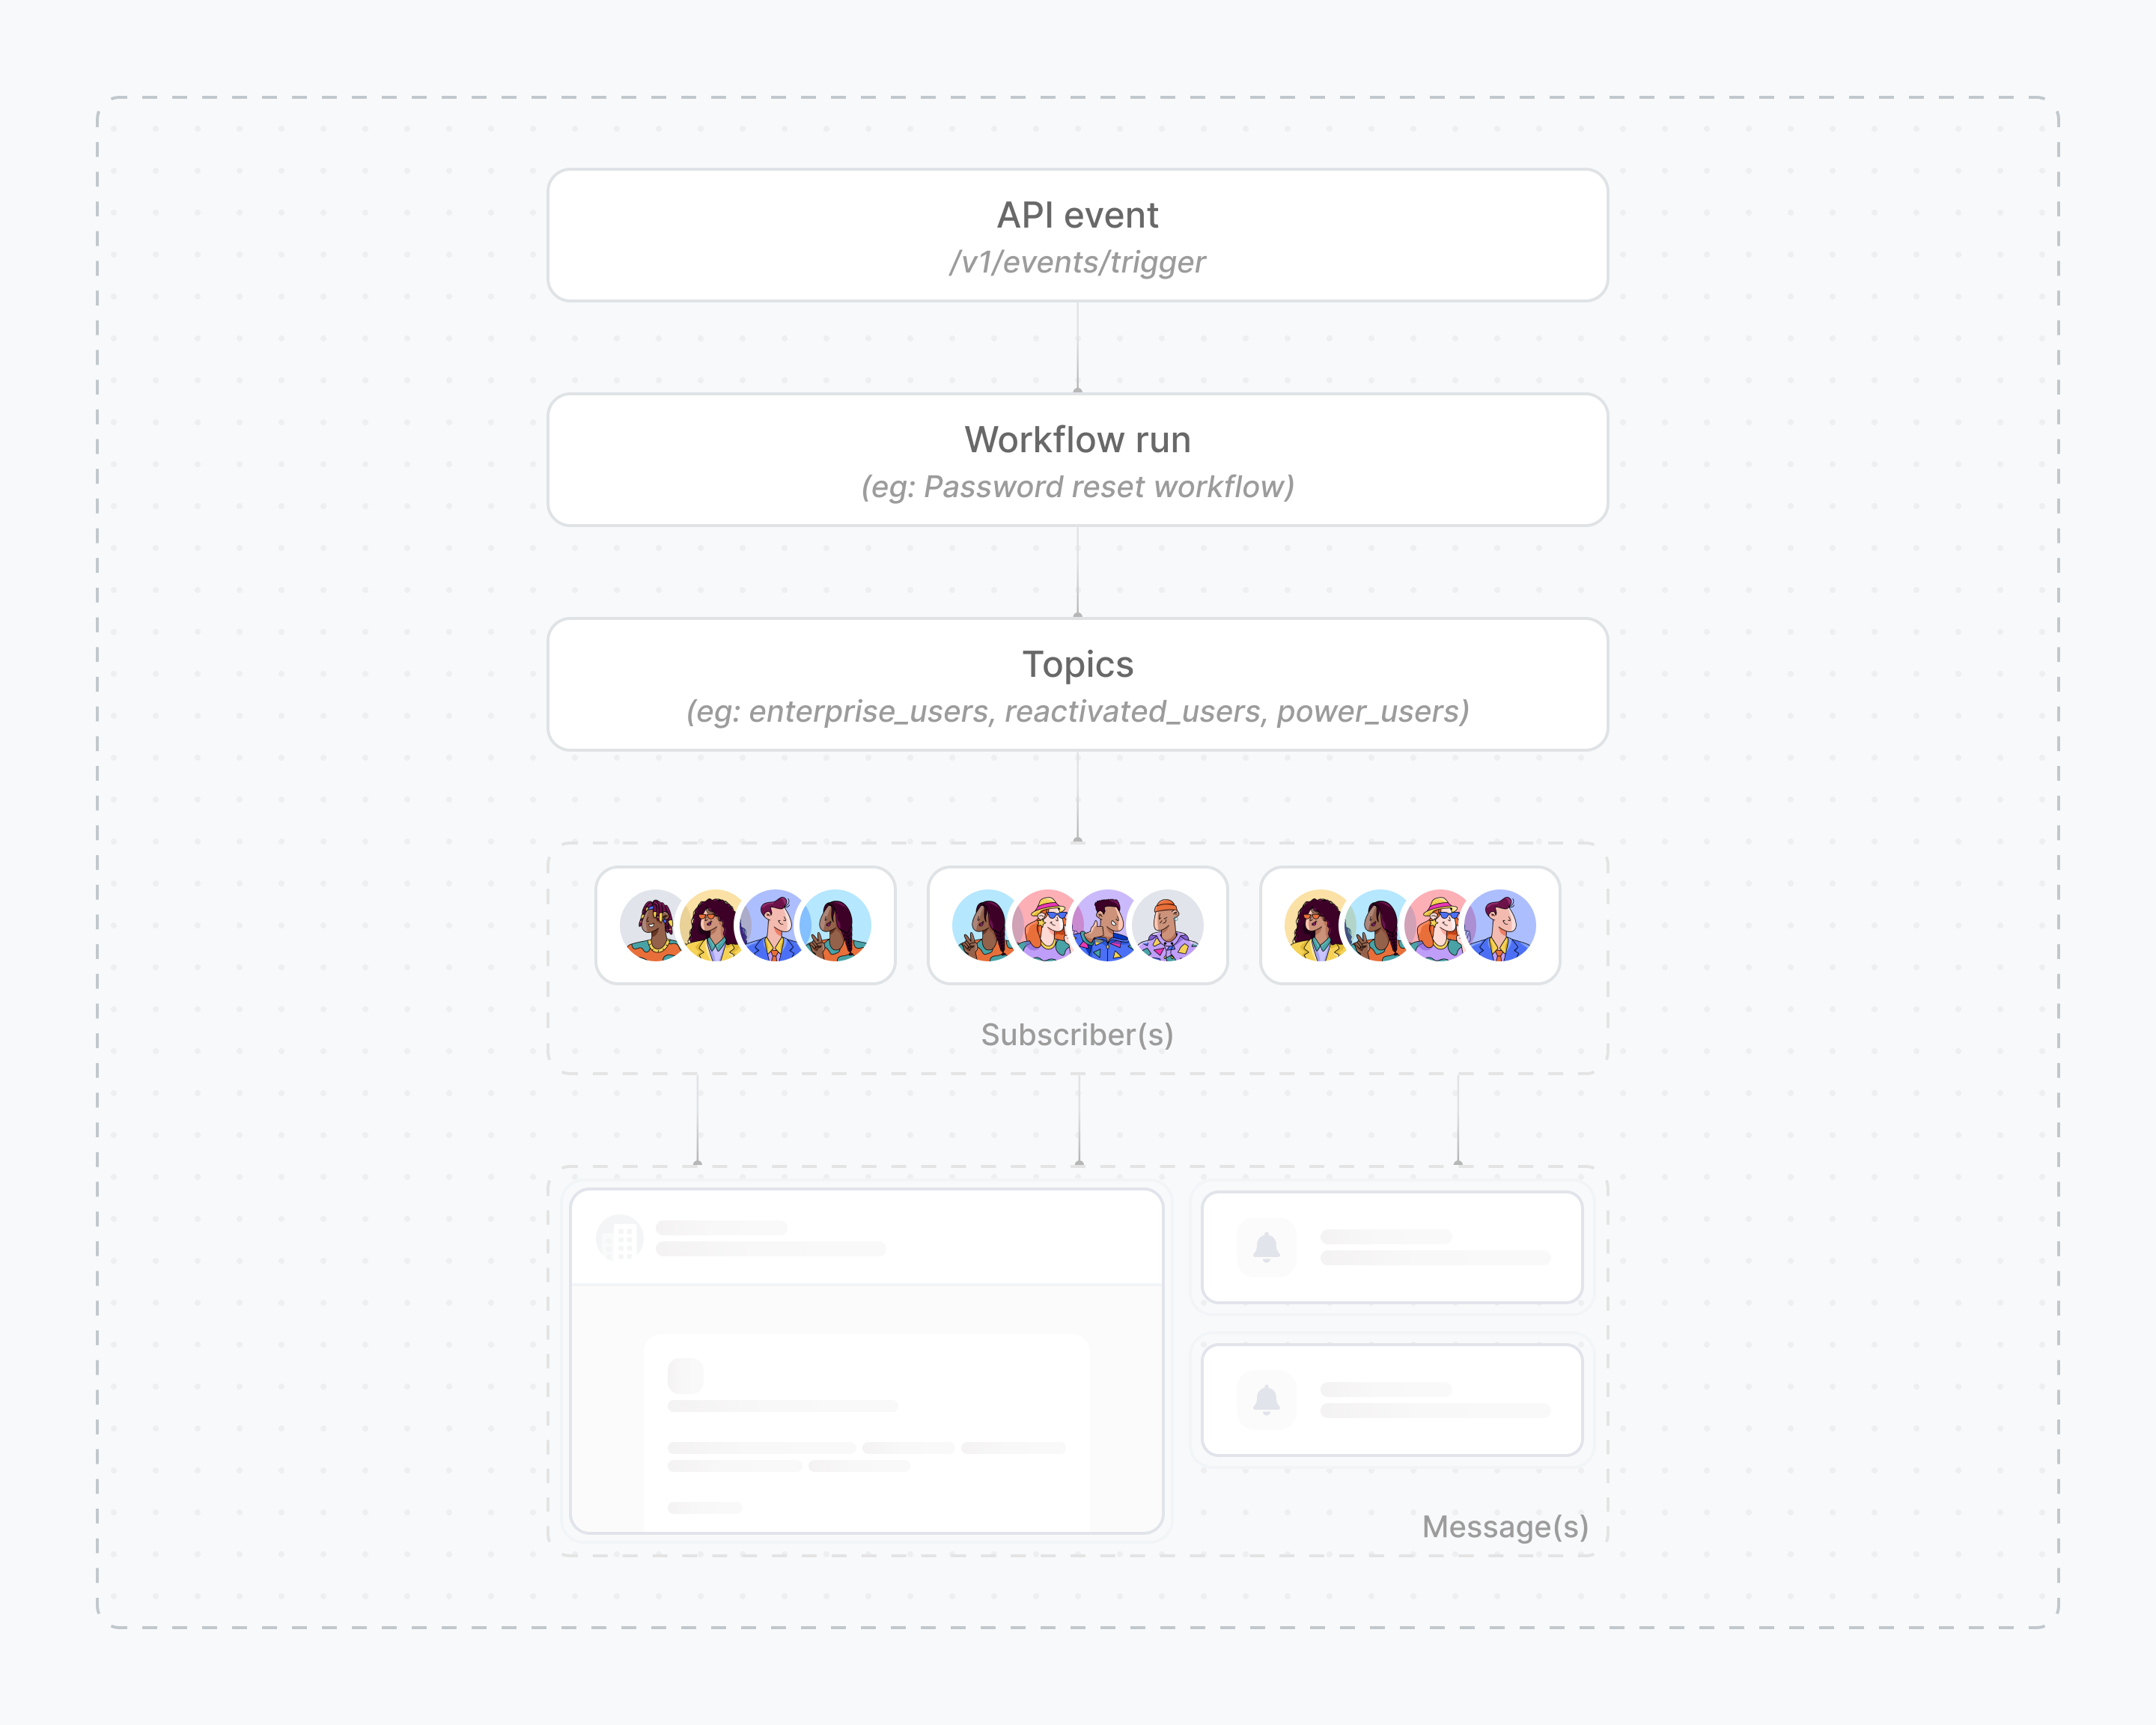 API event
/v1/events/trigger
Workflow run
(eg: Password reset workflow)
Topics
(eg: enterprise_users, reactivated_users, power_users)
Subscriber(s)
Message(s)